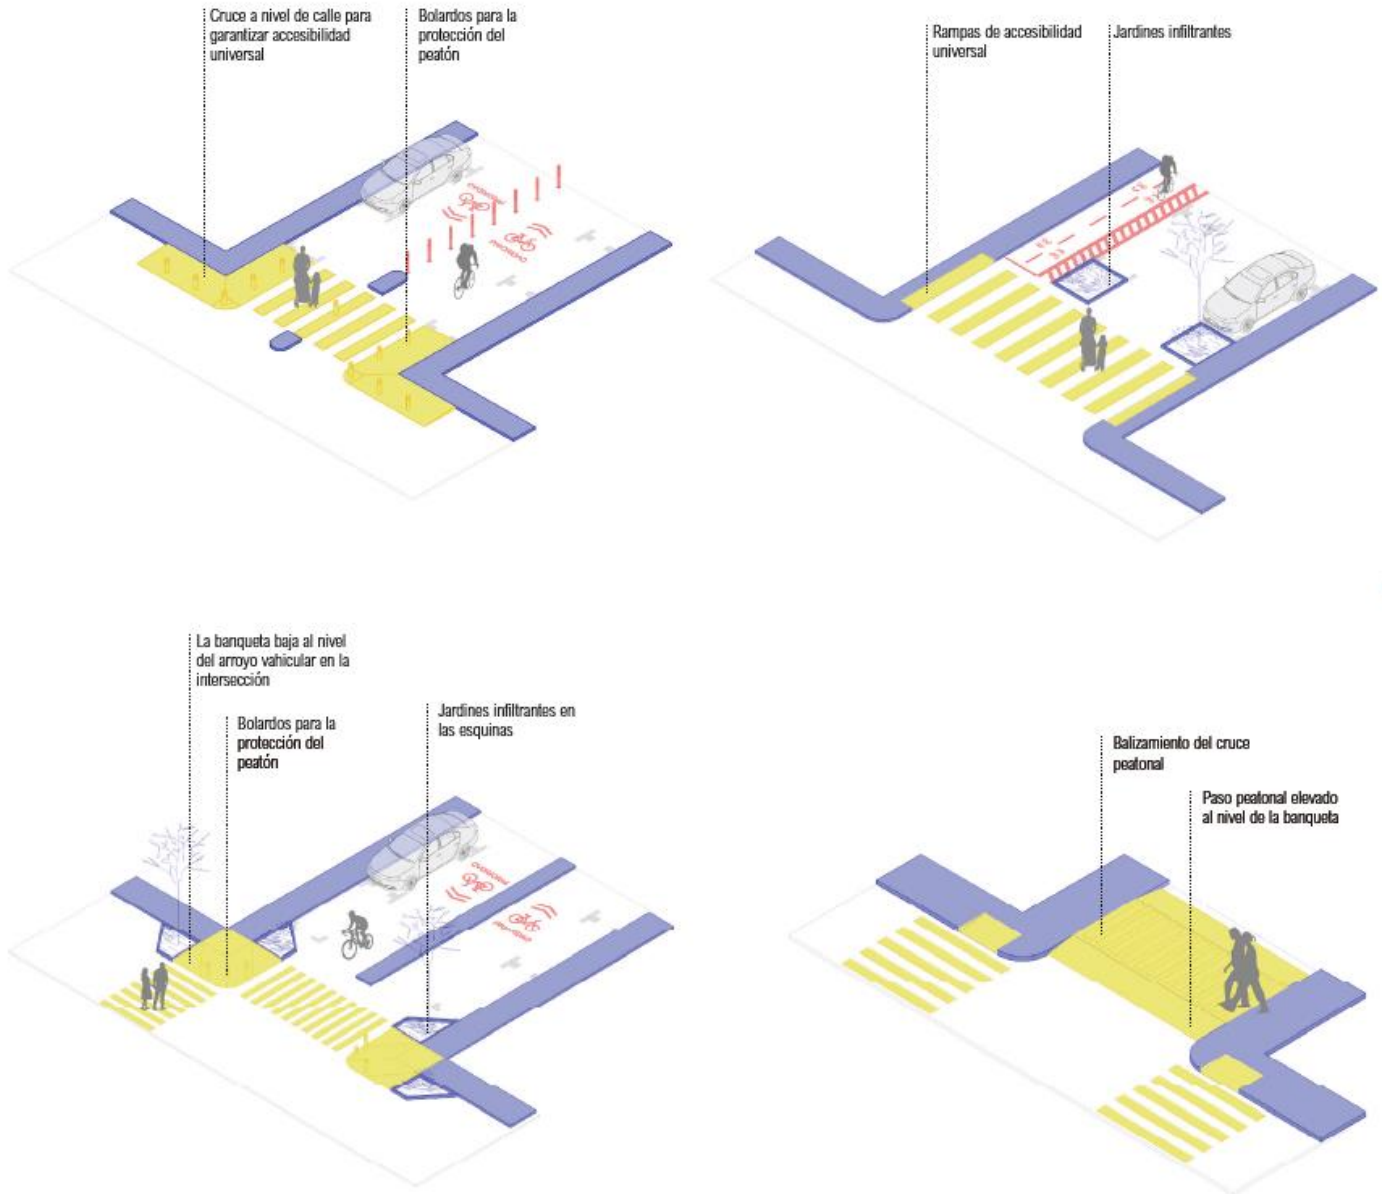 Cruce a nivel de calle para
garantizar accesibilidad
universal
Bolardos para la
protección del
peatón
Rampas de accesibilidad
universal
Jardines infiltrantes
La banqueta baja al nivel
del arroyo vehicular en la
intersección
Bolardos para la
protección del
peatón
Jardines infiltrantes en
las esquinas
Balizamiento del cruce
peatonal
Paso peatonal elevado
al nivel de la banqueta